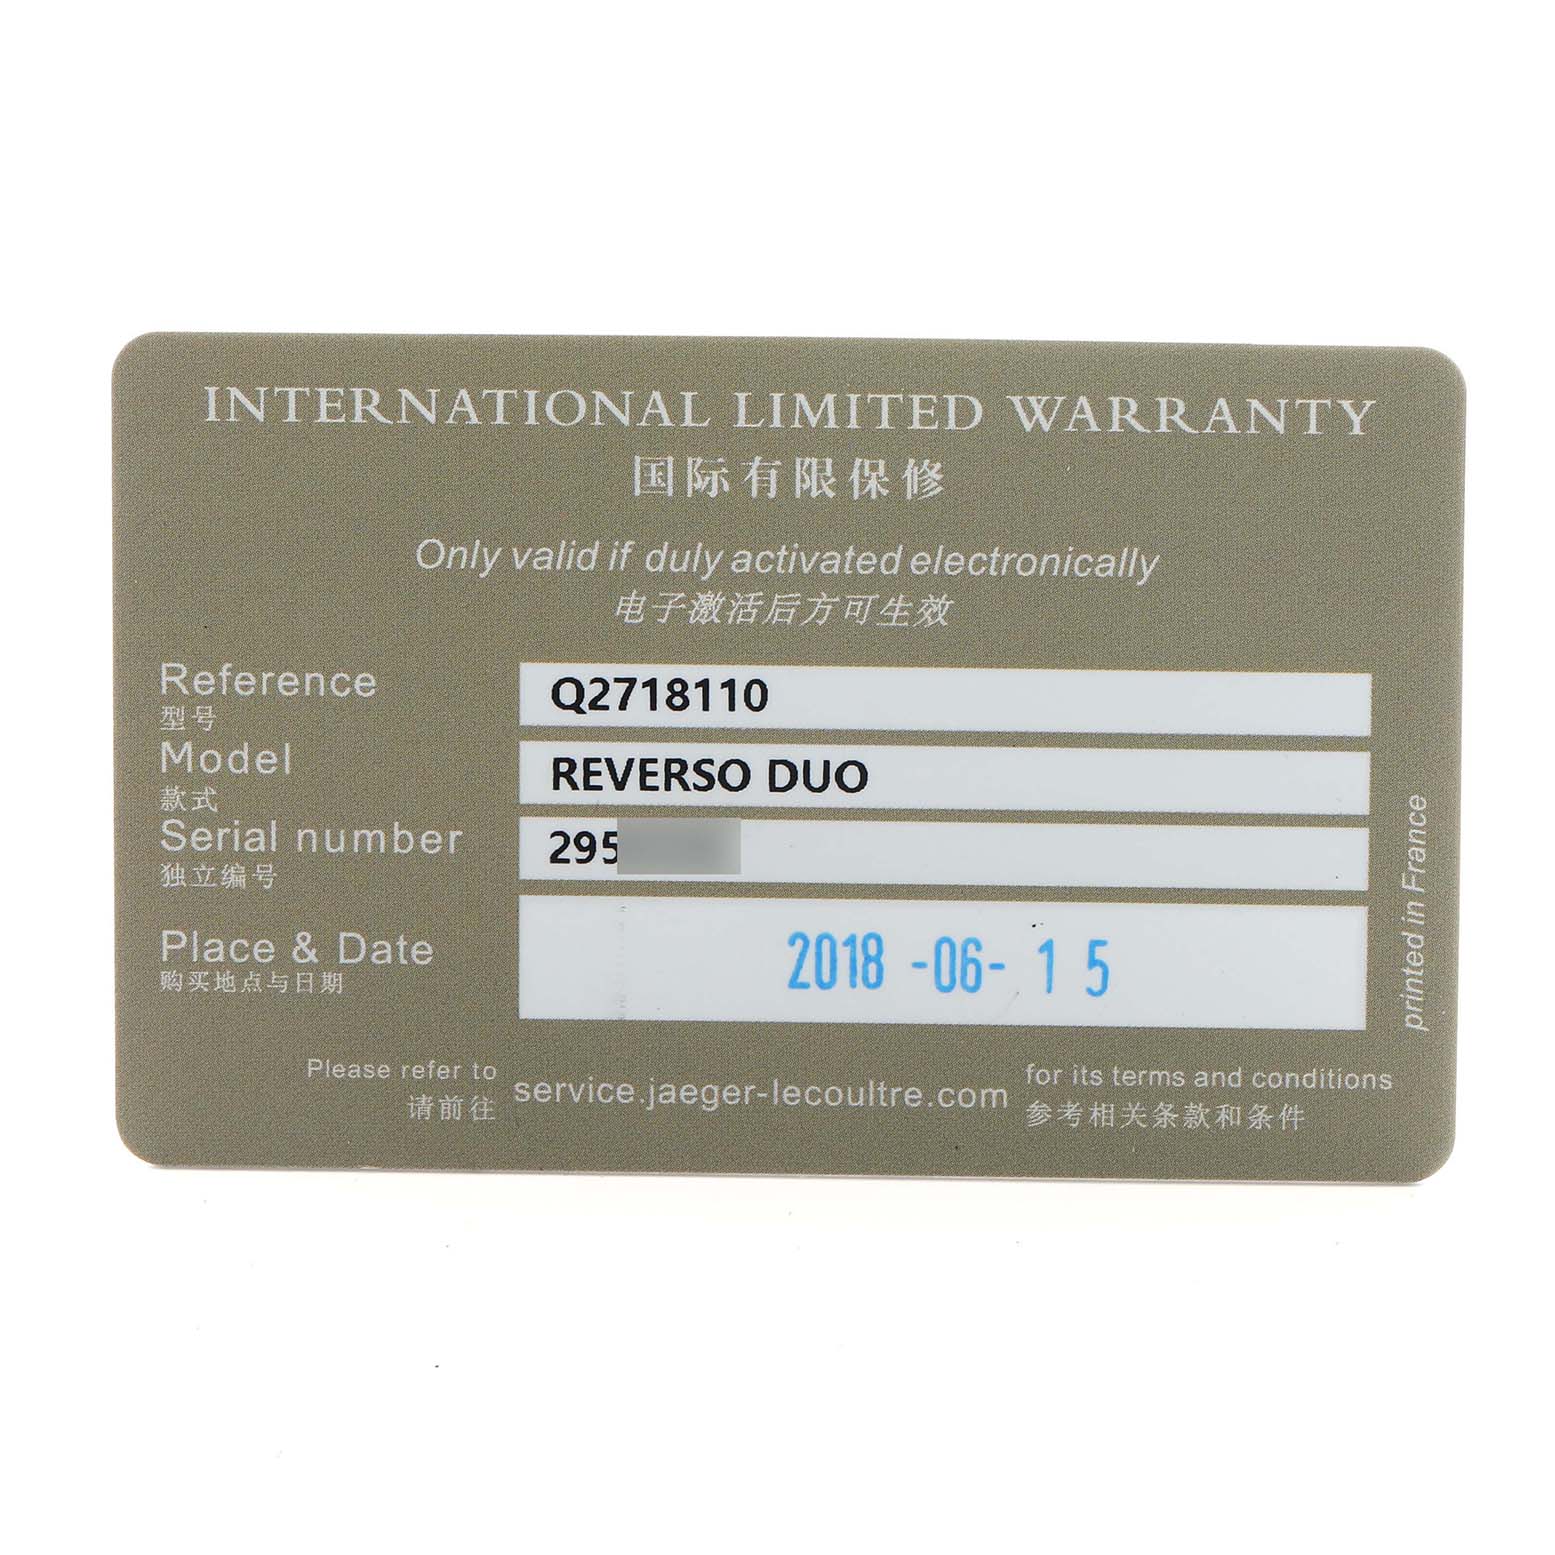 INTERNATIONAL LIMITED WARRANTY
国际有限保修
Only valid if duly activated electronically
电子激活后方可生效
Reference Q2718110
型号
Model REVERSO DUO
款式
Serial number 295
独立编号
Place & Date 2018 -06- 15
购买地点与日期
printed in France
Please refer to service.jaeger-lecoultre.com for its terms and conditions
请前往 参考相关条款和条件